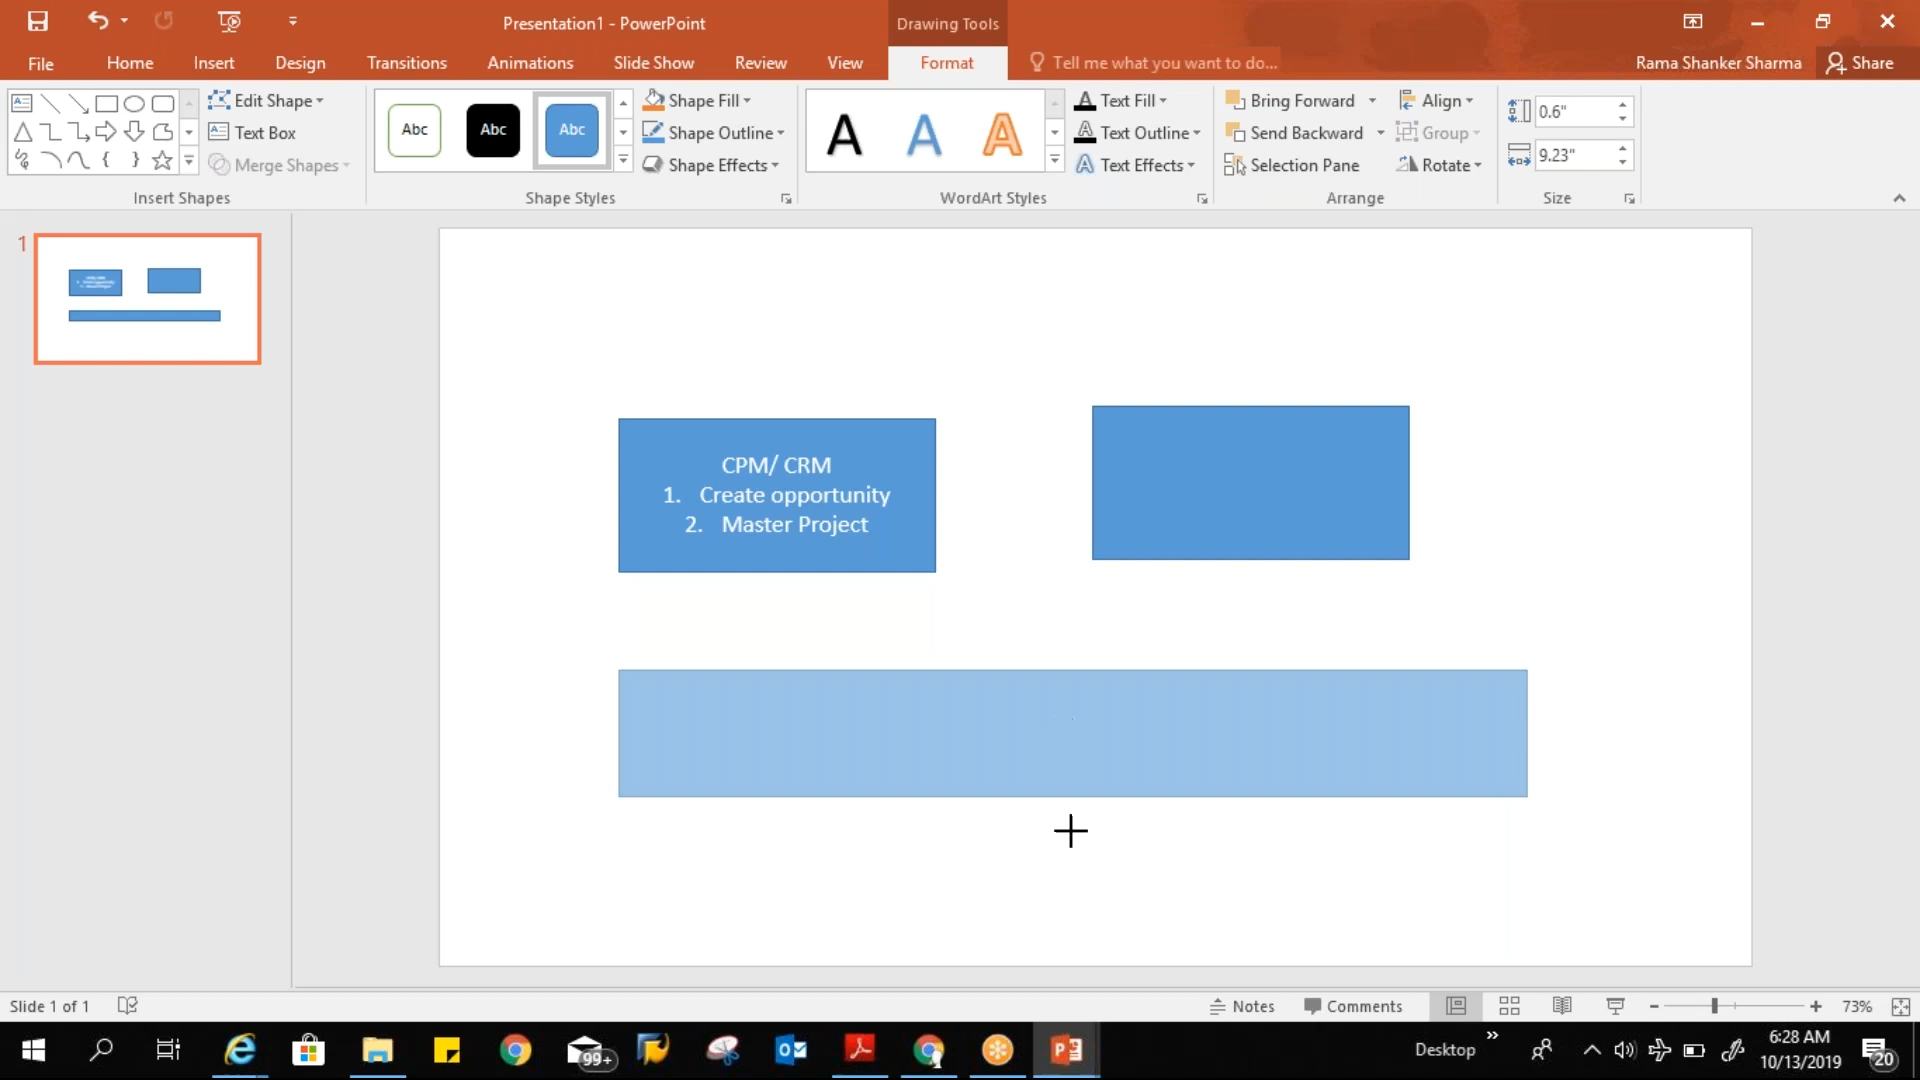 Presentation1 - PowerPoint
Drawing Tools
File Home Insert Design Transitions Animations Slide Show Review View Format Tell me what you want to do... Rama Shanker Sharma Share
Edit Shape
Text Box
Merge Shapes
Insert Shapes
Abc Abc Abc
Shape Fill
Shape Outline
Shape Effects
Shape Styles
A A A
Text Fill
Text Outline
Text Effects
WordArt Styles
Bring Forward
Send Backward
Selection Pane
Align
Group
Rotate
Arrange
0.6"
9.23"
Size
1
CPM/ CRM
1. Create opportunity
2. Master Project
Slide 1 of 1 Notes Comments 73%
99+
Desktop
6:28 AM
10/13/2019
20